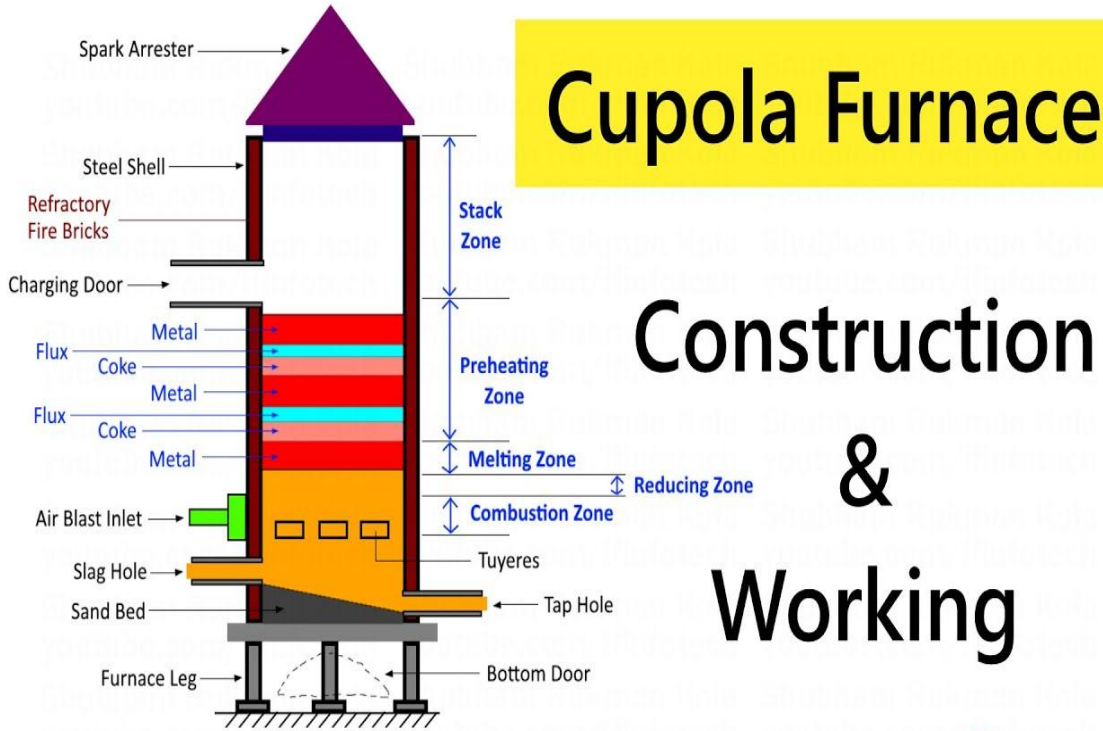 Spark Arrester
Steel Shell
Refractory
Fire Bricks
Charging Door
Metal
Flux
Coke
Metal
Flux
Coke
Metal
Air Blast Inlet
Slag Hole
Sand Bed
Furnace Leg
Stack
Zone
Preheating
Zone
Melting Zone
Reducing Zone
Combustion Zone
Tuyeres
Tap Hole
Bottom Door
Cupola Furnace
Construction
&
Working